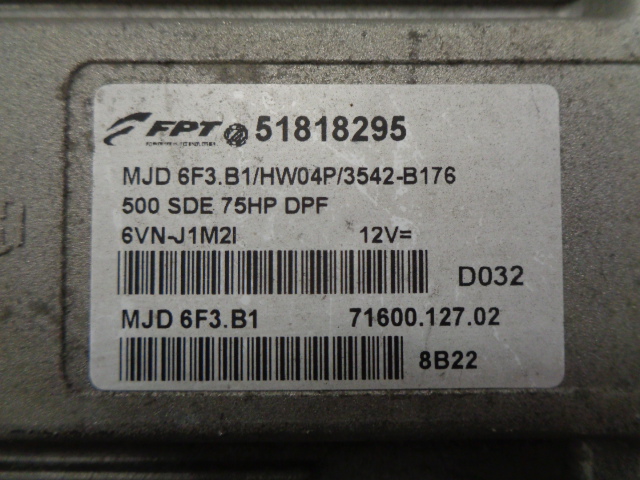 FPT 51818295
MJD 6F3.B1/HW04P/3542-B176
500 SDE 75HP DPF
6VN-J1M2I 12V=
D032
MJD 6F3.B1 71600.127.02
8B22